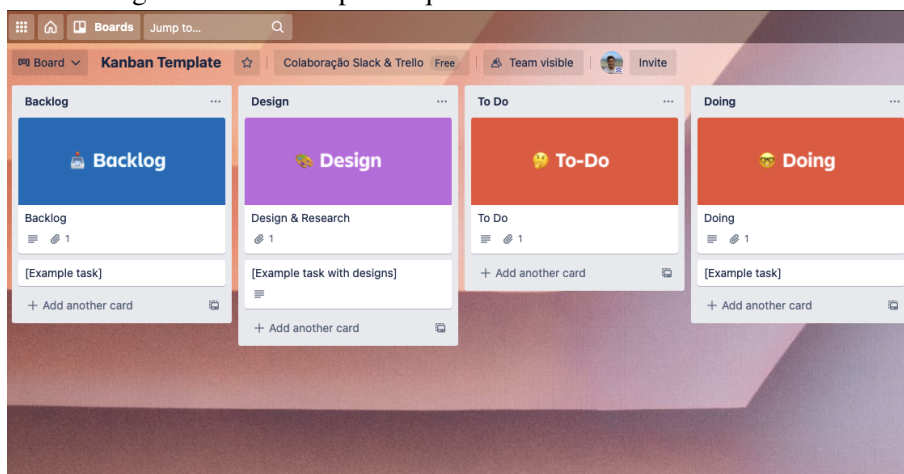 Boards Jump to...
Board Kanban Template Colaboração Slack & Trello Free Team visible Invite
Backlog
Backlog
Backlog
1
[Example task]
+ Add another card
Design
Design
Design & Research
1
[Example task with designs]
+ Add another card
To Do
To-Do
To Do
1
+ Add another card
Doing
Doing
Doing
1
[Example task]
+ Add another card